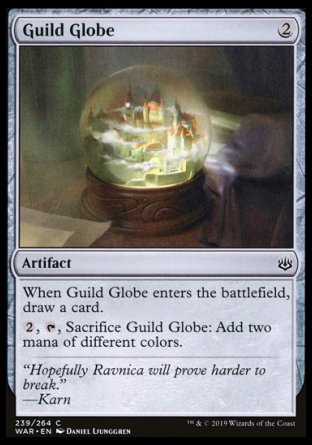 Guild Globe 2
Artifact
When Guild Globe enters the battlefield,
draw a card.
2, T, Sacrifice Guild Globe: Add two
mana of different colors.
"Hopefully Ravnica will prove harder to
break."
—Karn
239/264 C
WAR • EN Daniel Ljunggren ™ & © 2019 Wizards of the Coast